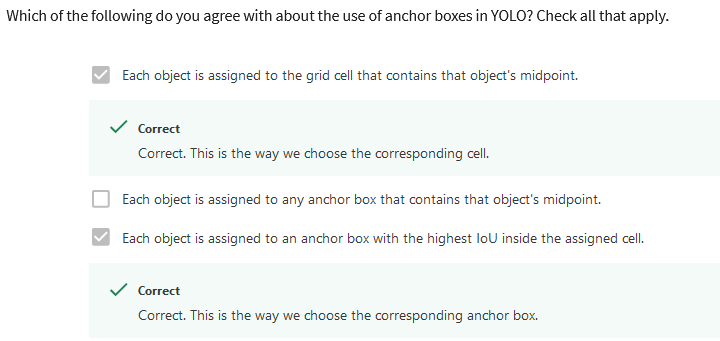 Which of the following do you agree with about the use of anchor boxes in YOLO? Check all that apply.
Each object is assigned to the grid cell that contains that object's midpoint.
Correct
Correct. This is the way we choose the corresponding cell.
Each object is assigned to any anchor box that contains that object's midpoint.
Each object is assigned to an anchor box with the highest IoU inside the assigned cell.
Correct
Correct. This is the way we choose the corresponding anchor box.